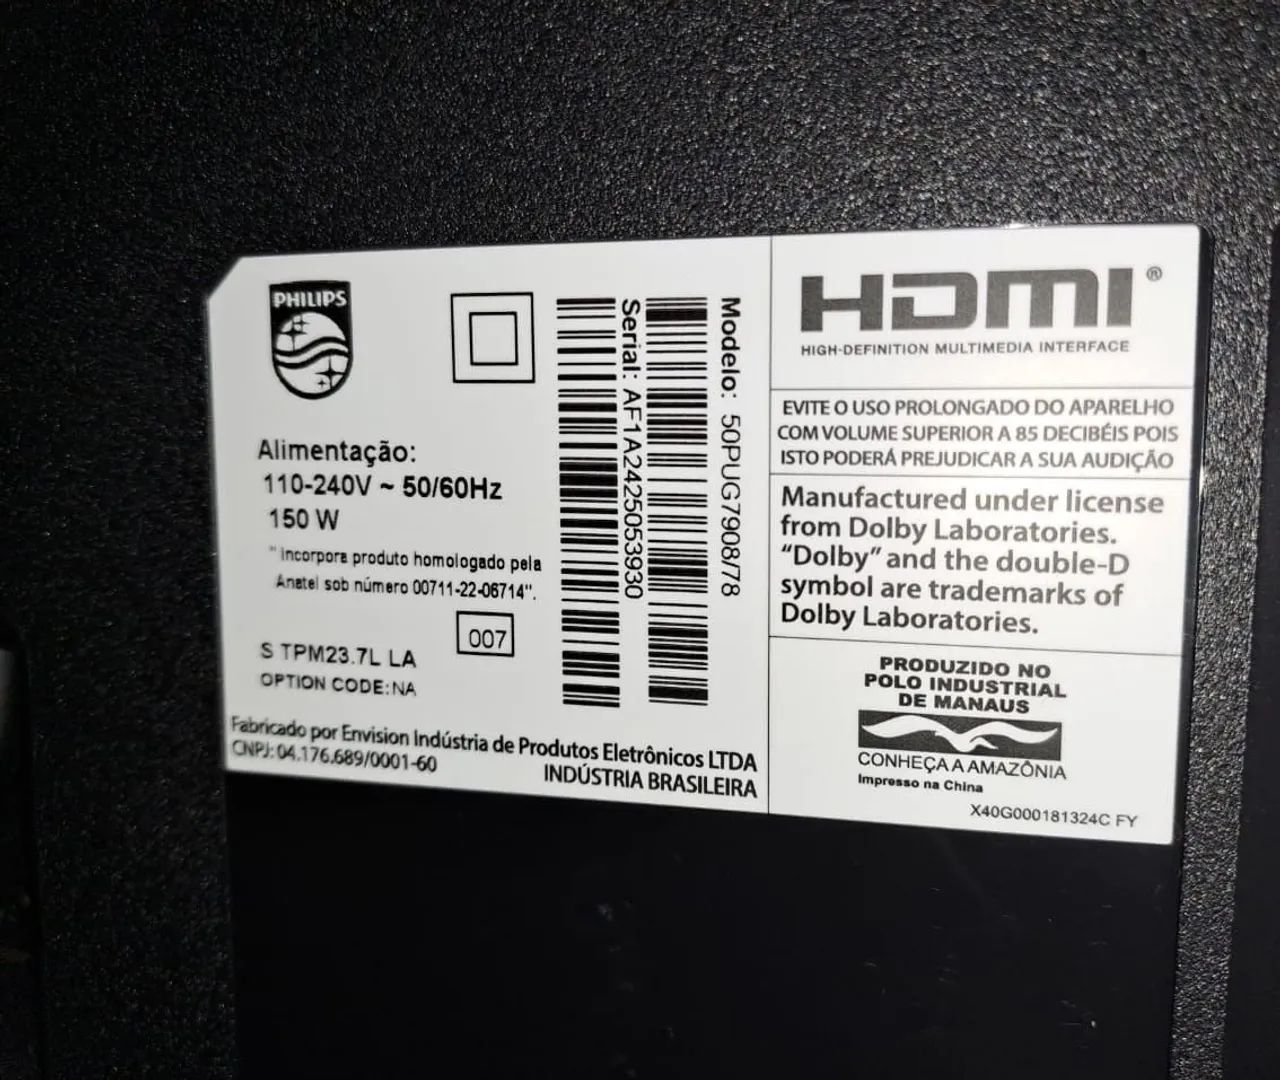 PHILIPS
Alimentação:
110-240V ~ 50/60Hz
150 W
"Incorpora produto homologado pela
Anatel sob número 00711-22-06714".
007
S TPM23.7L LA
OPTION CODE:NA
Serial: AF1A2425053930
Modelo: 50PUG7908/78
Fabricado por Envision Indústria de Produtos Eletrônicos LTDA
CNPJ: 04.176.689/0001-60
INDÚSTRIA BRASILEIRA
HDMI®
HIGH-DEFINITION MULTIMEDIA INTERFACE
EVITE O USO PROLONGADO DO APARELHO
COM VOLUME SUPERIOR A 85 DECIBÉIS POIS
ISTO PODERÁ PREJUDICAR A SUA AUDIÇÃO
Manufactured under license
from Dolby Laboratories.
“Dolby” and the double-D
symbol are trademarks of
Dolby Laboratories.
PRODUZIDO NO
POLO INDUSTRIAL
DE MANAUS
CONHEÇA A AMAZÔNIA
Impresso na China
X40G000181324C FY